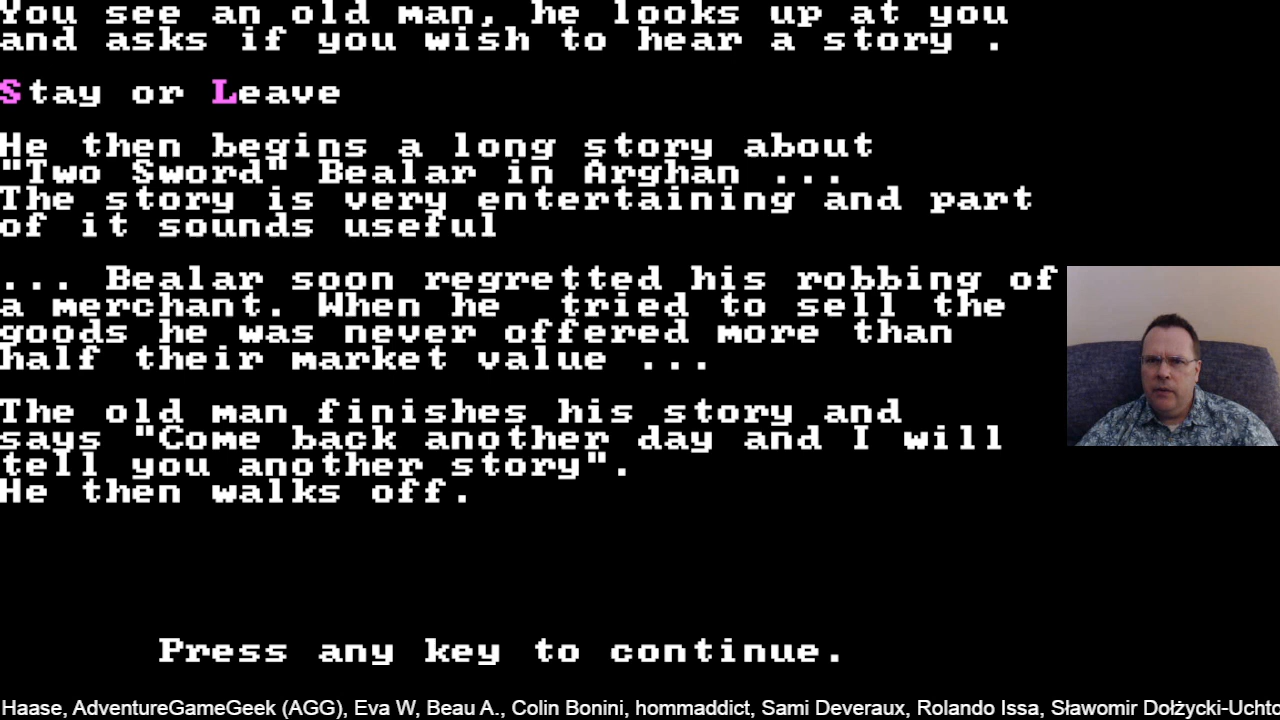 You see an old man, he looks up at you
and asks if you wish to hear a story .
Stay or Leave
He then begins a long story about
"Two Sword" Bealar in Arghan ...
The story is very entertaining and part
of it sounds useful
... Bealar soon regretted his robbing of
a merchant. When he  tried to sell the
goods he was never offered more than
half their market value ...
The old man finishes his story and
says "Come back another day and I will
tell you another story".
He then walks off.
Press any key to continue.
Haase, AdventureGameGeek (AGG), Eva W, Beau A., Colin Bonini, hommaddict, Sami Deveraux, Rolando Issa, Sławomir Dołżycki-Uchto